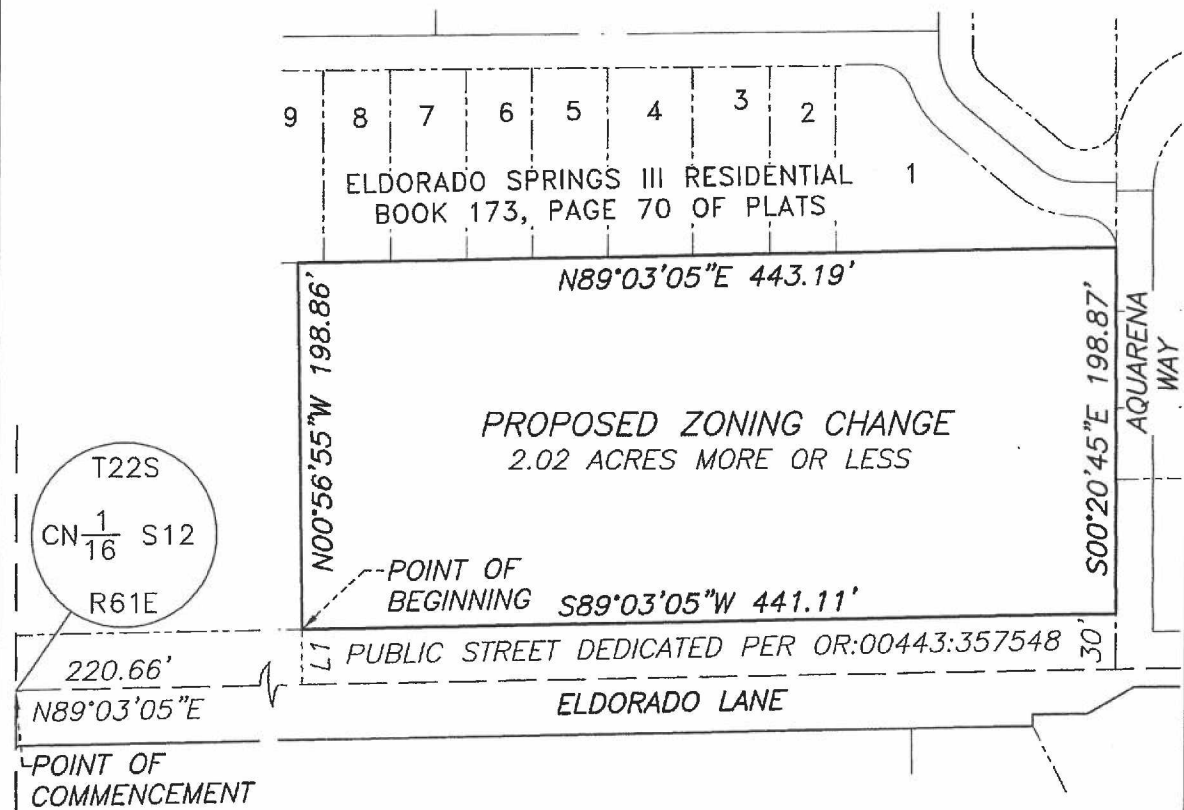 9 8 7 6 5 4 3 2
1
ELDORADO SPRINGS III RESIDENTIAL
BOOK 173, PAGE 70 OF PLATS
N89°03'05"E 443.19'
N00°56'55"W 198.86'
S00°20'45"E 198.87'
AQUARENA
WAY
PROPOSED ZONING CHANGE
2.02 ACRES MORE OR LESS
T22S
CN 1/16 S12
R61E
POINT OF
BEGINNING
S89°03'05"W 441.11'
L1
PUBLIC STREET DEDICATED PER OR:00443:357548
30'
220.66'
N89°03'05"E
ELDORADO LANE
POINT OF
COMMENCEMENT